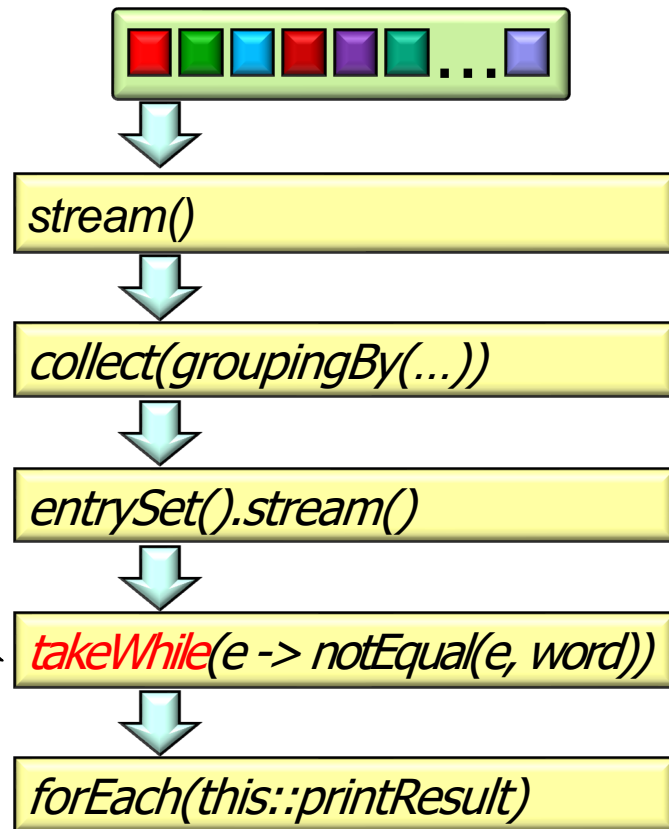 ...
stream()
collect(groupingBy(…))
entrySet().stream()
takeWhile(e -> notEqual(e, word))
forEach(this::printResult)